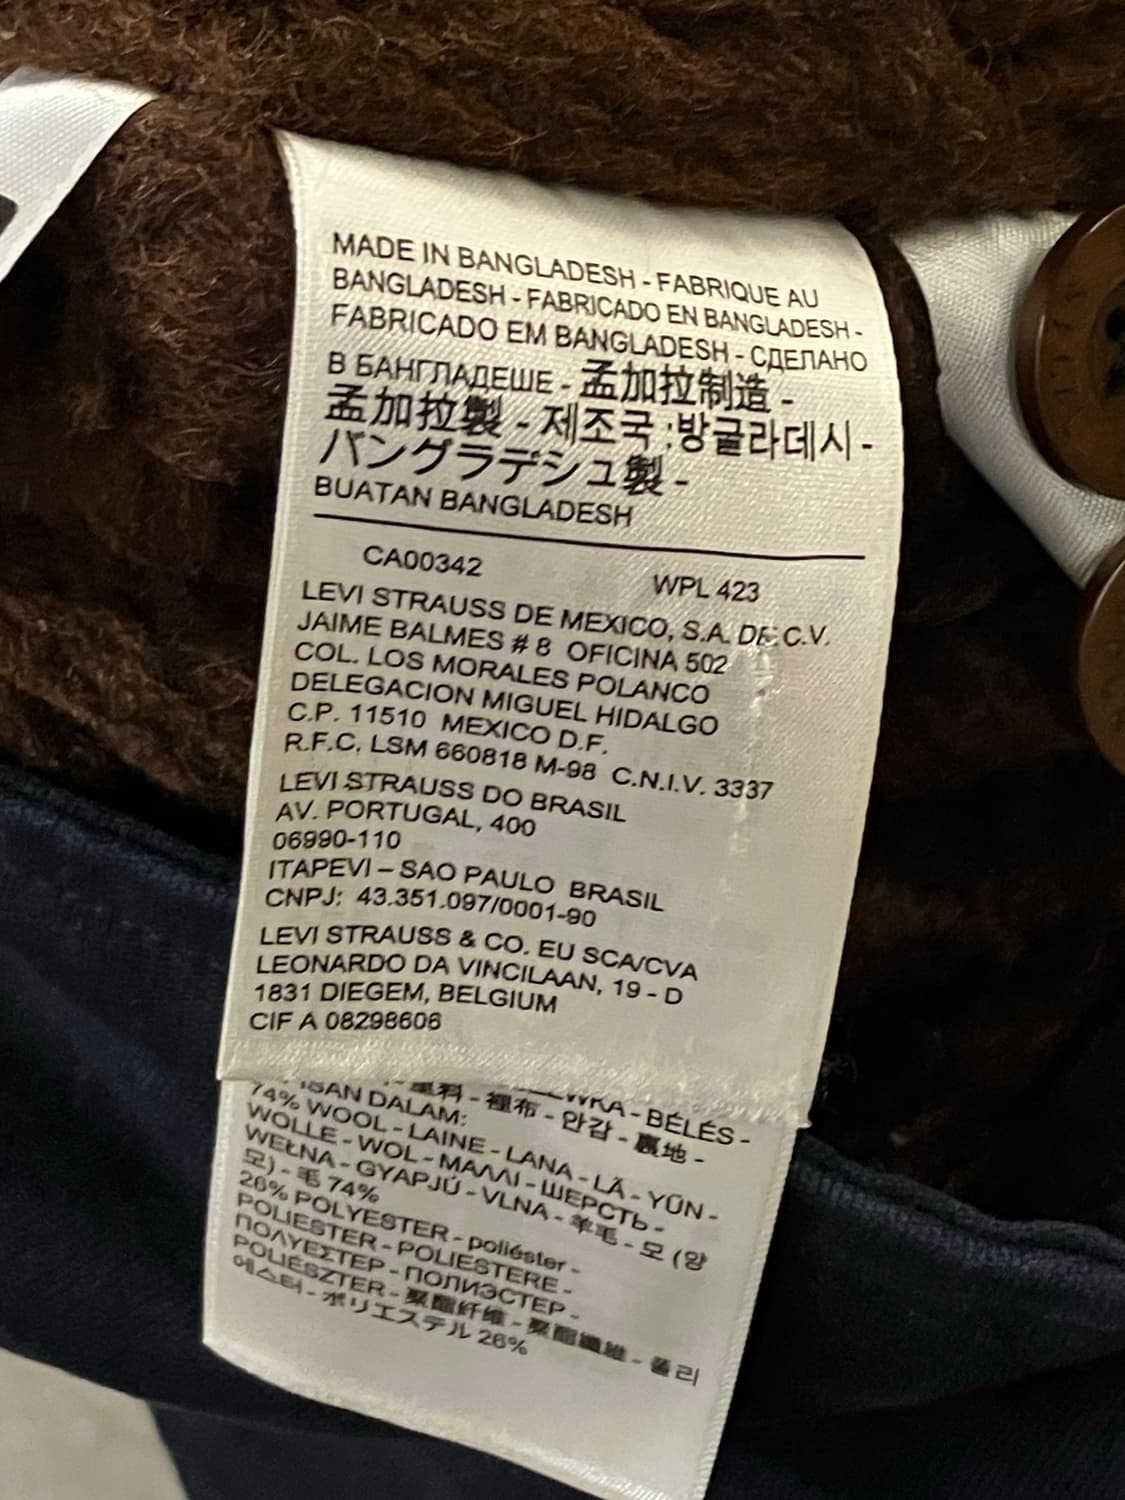 MADE IN BANGLADESH - FABRIQUE AU
BANGLADESH - FABRICADO EN BANGLADESH -
FABRICADO EM BANGLADESH - СДЕЛАНО
В БАНГЛАДЕШЕ - 孟加拉制造 -
孟加拉製 - 제조국 : 방글라데시 -
バングラデシュ製 -
BUATAN BANGLADESH
CA00342 WPL 423
LEVI STRAUSS DE MEXICO, S.A. DE C.V.
JAIME BALMES # 8 OFICINA 502
COL. LOS MORALES POLANCO
DELEGACION MIGUEL HIDALGO
C.P. 11510 MEXICO D.F.
R.F.C. LSM 660818 M-98 C.N.I.V. 3337
LEVI STRAUSS DO BRASIL
AV. PORTUGAL, 400
06990-110
ITAPEVI – SAO PAULO BRASIL
CNPJ: 43.351.097/0001-90
LEVI STRAUSS & CO. EU SCA/CVA
LEONARDO DA VINCILAAN, 19 - D
1831 DIEGEM, BELGIUM
CIF A 08298606
- BÉLÉS -
- 裡布 - 안감 - 裏地 -
DALAM:
74% WOOL - LAINE - LANA - LÃ - YÜN -
WOLLE - WOL - ΜΑΛΛΙ - ШЕРСТЬ -
WEŁNA - GYAPJÚ - VLNA - 羊毛 - 모 (양
모) - 毛 74%
26% POLYESTER - poliéster -
POLIESTER - POLIESTERE -
ΠΟΛΥΕΣΤΕΡ - ПОЛИЭСТЕР -
POLIÉSZTER - 聚酯纤维 - 聚酯纖維 - 폴리
에스터 - ポリエステル 26%